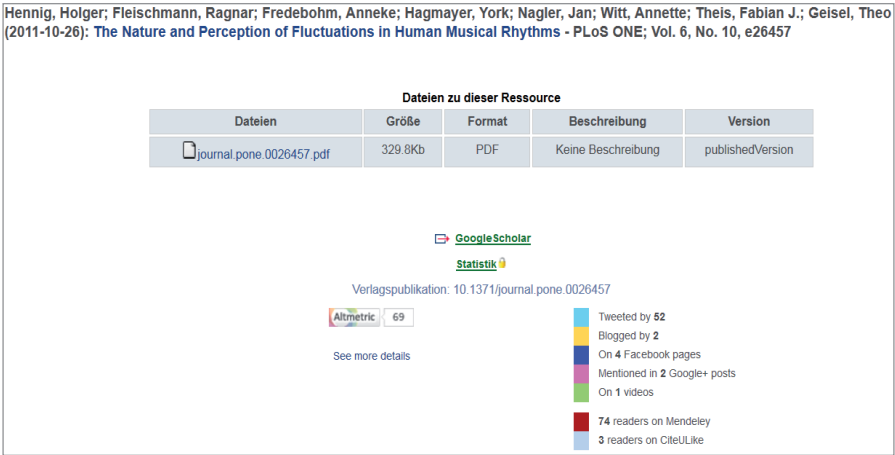 Hennig, Holger; Fleischmann, Ragnar; Fredebohm, Anneke; Hagmayer, York; Nagler, Jan; Witt, Annette; Theis, Fabian J.; Geisel, Theo
(2011-10-26): The Nature and Perception of Fluctuations in Human Musical Rhythms - PLoS ONE; Vol. 6, No. 10, e26457
Dateien zu dieser Ressource
Dateien Größe Format Beschreibung Version
journal.pone.0026457.pdf 329.8Kb PDF Keine Beschreibung publishedVersion
GoogleScholar
Statistik
Verlagspublikation: 10.1371/journal.pone.0026457
Altmetric 69
See more details
Tweeted by 52
Blogged by 2
On 4 Facebook pages
Mentioned in 2 Google+ posts
On 1 videos
74 readers on Mendeley
3 readers on CiteULike